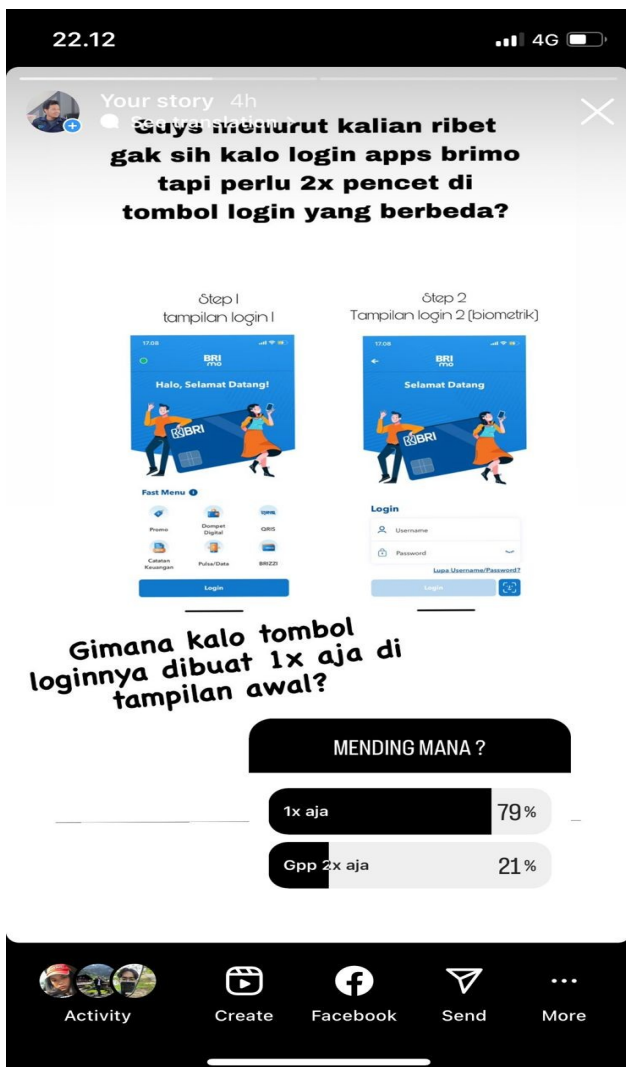 22.12
4G
Your story 4h
See translation >
Guys menurut kalian ribet
gak sih kalo login apps brimo
tapi perlu 2x pencet di
tombol login yang berbeda?
Step 1
tampilan login 1
17.08
BRI
mo
Halo, Selamat Datang!
BRI
Fast Menu
Promo
Dompet
Digital
QRIS
QRIS
Catatan
Keuangan
Pulsa/Data
BRIZZI
Login
Step 2
Tampilan login 2 (biometrik)
17.08
BRI
mo
Selamat Datang
BRI
Login
Username
Password
Lupa Username/Password?
Login
Gimana kalo tombol
loginnya dibuat 1x aja di
tampilan awal?
MENDING MANA ?
1x aja 79%
Gpp 2x aja 21%
Activity
Create
Facebook
Send
More